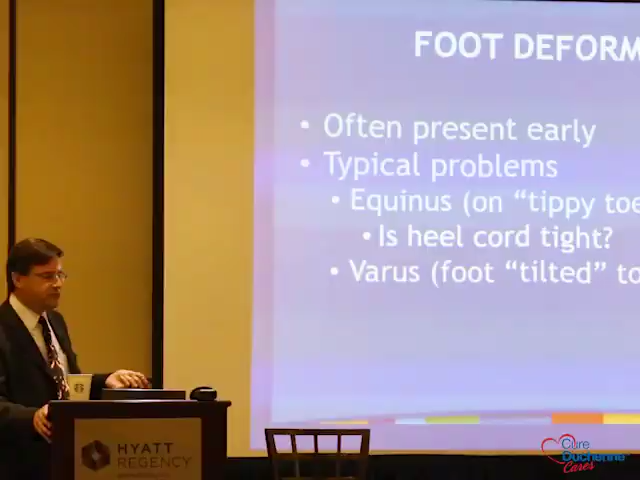 FOOT DEFORM
• Often present early
• Typical problems
• Equinus (on “tippy toe
• Is heel cord tight?
• Varus (foot “tilted” to
HYATT
REGENCY
Cure
Duchenne
Cares